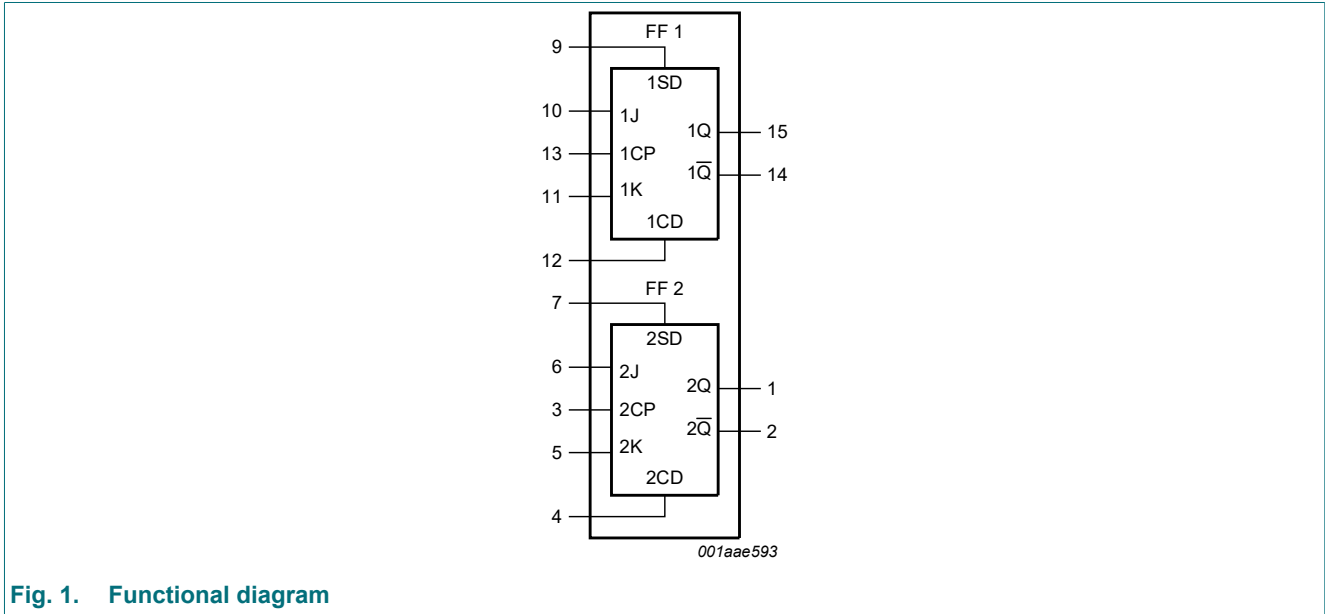 FF 1
9
1SD
10
1J
1Q
15
13
1CP
1Q̅
14
11
1K
1CD
12
FF 2
7
2SD
6
2J
2Q
1
3
2CP
2Q̅
2
5
2K
2CD
4
001aae593
Fig. 1. Functional diagram